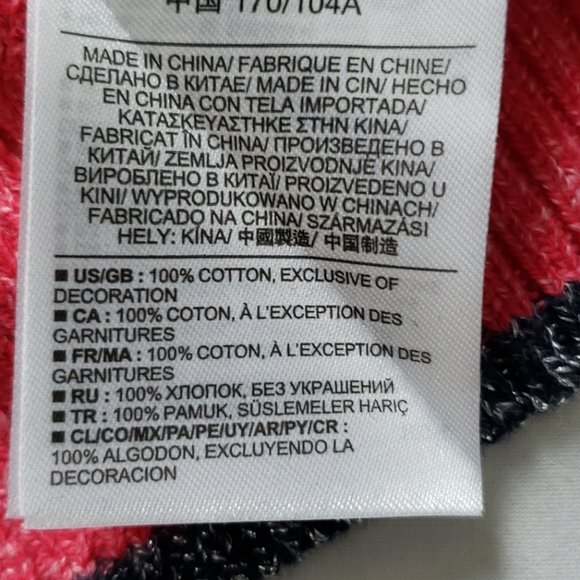 中国 170/104A
MADE IN CHINA/ FABRIQUE EN CHINE/
СДЕЛАНО В КИТАЕ/ MADE IN CIN/ HECHO
EN CHINA CON TELA IMPORTADA/
ΚΑΤΑΣΚΕΥΑΣΤΗΚΕ ΣΤΗΝ ΚΙΝΑ/
FABRICAT ÎN CHINA/ ПРОИЗВЕДЕНО В
КИТАЙ/ ZEMLJA PROIZVODNJE KINA/
ВИРОБЛЕНО В КИТАЇ/ PROIZVEDENO U
KINI/ WYPRODUKOWANO W CHINACH/
FABRICADO NA CHINA/ SZÁRMAZÁSI
HELY: KÍNA/ 中國製造/ 中国制造
■ US/GB : 100% COTTON, EXCLUSIVE OF
DECORATION
■ CA : 100% COTON, À L'EXCEPTION DES
GARNITURES
■ FR/MA : 100% COTON, À L'EXCEPTION DES
GARNITURES
■ RU : 100% ХЛОПОК, БЕЗ УКРАШЕНИЙ
■ TR : 100% PAMUK, SÜSLEMELER HARİÇ
■ CL/CO/MX/PA/PE/UY/AR/PY/CR :
100% ALGODON, EXCLUYENDO LA
DECORACION